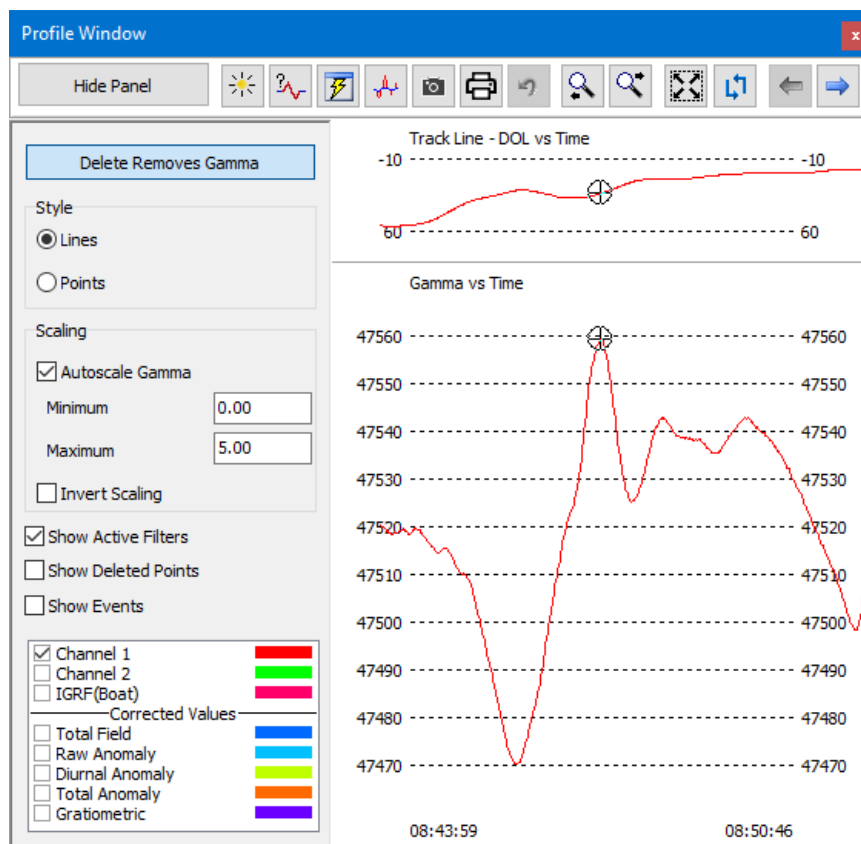 Profile Window
x
Hide Panel
Delete Removes Gamma
Style
Lines
Points
Scaling
Autoscale Gamma
Minimum 0.00
Maximum 5.00
Invert Scaling
Show Active Filters
Show Deleted Points
Show Events
Channel 1
Channel 2
IGRF(Boat)
Corrected Values
Total Field
Raw Anomaly
Diurnal Anomaly
Total Anomaly
Gratiometric
Track Line - DOL vs Time
-10 -10
60 60
Gamma vs Time
47560 47560
47550 47550
47540 47540
47530 47530
47520 47520
47510 47510
47500 47500
47490 47490
47480 47480
47470 47470
08:43:59 08:50:46